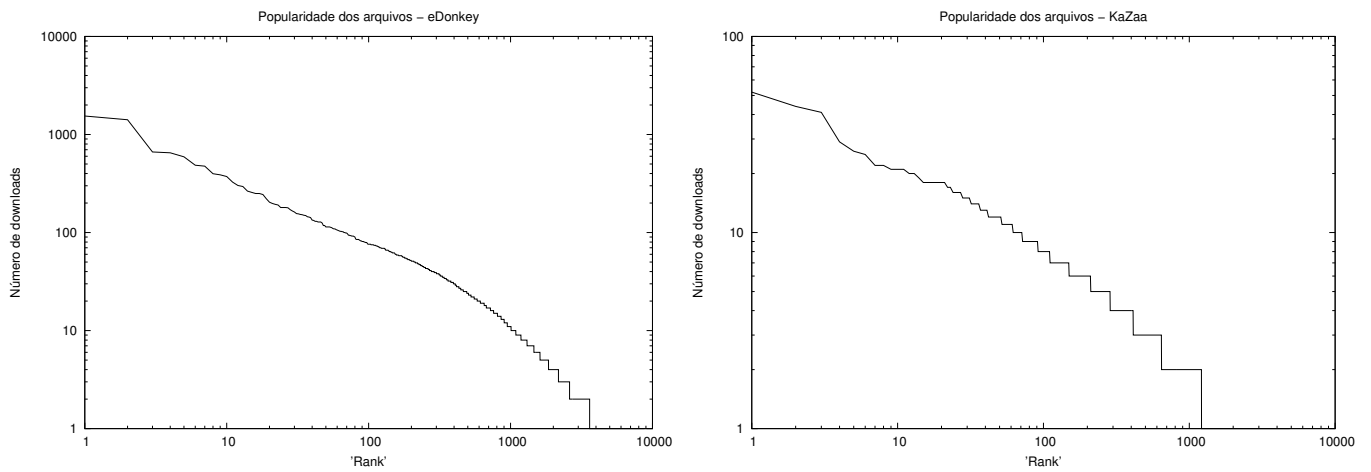 Popularidade dos arquivos – eDonkey
10000
1000
100
10
1
Número de downloads
1 10 100 1000 10000
'Rank'
Popularidade dos arquivos – KaZaa
100
10
1
Número de downloads
1 10 100 1000 10000
'Rank'